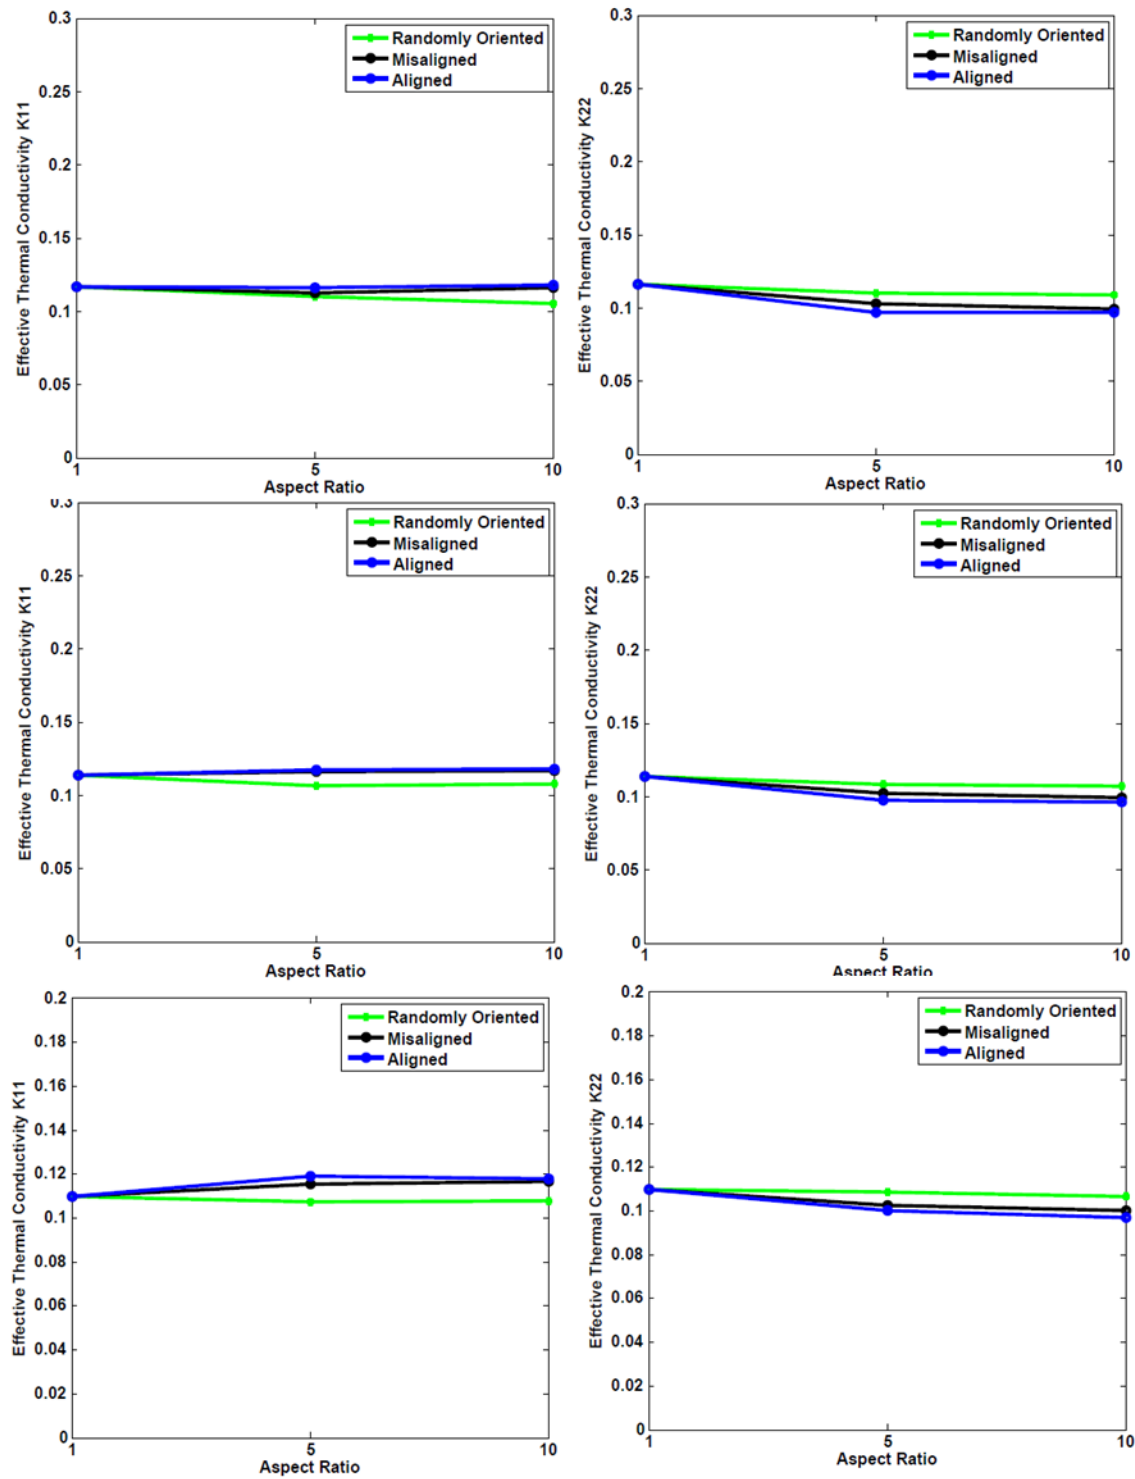 0.3
0.25
0.2
0.15
0.1
0.05
0
1
5
10
Effective Thermal Conductivity K11
Aspect Ratio
Randomly Oriented
Misaligned
Aligned
0.3
0.25
0.2
0.15
0.1
0.05
0
1
5
10
Effective Thermal Conductivity K22
Aspect Ratio
Randomly Oriented
Misaligned
Aligned
0.3
0.25
0.2
0.15
0.1
0.05
0
1
5
10
Effective Thermal Conductivity K11
Aspect Ratio
Randomly Oriented
Misaligned
Aligned
0.3
0.25
0.2
0.15
0.1
0.05
0
1
5
10
Effective Thermal Conductivity K22
Aspect Ratio
Randomly Oriented
Misaligned
Aligned
0.2
0.18
0.16
0.14
0.12
0.1
0.08
0.06
0.04
0.02
0
1
5
10
Effective Thermal Conductivity K11
Aspect Ratio
Randomly Oriented
Misaligned
Aligned
0.2
0.18
0.16
0.14
0.12
0.1
0.08
0.06
0.04
0.02
0
1
5
10
Effective Thermal Conductivity K22
Aspect Ratio
Randomly Oriented
Misaligned
Aligned